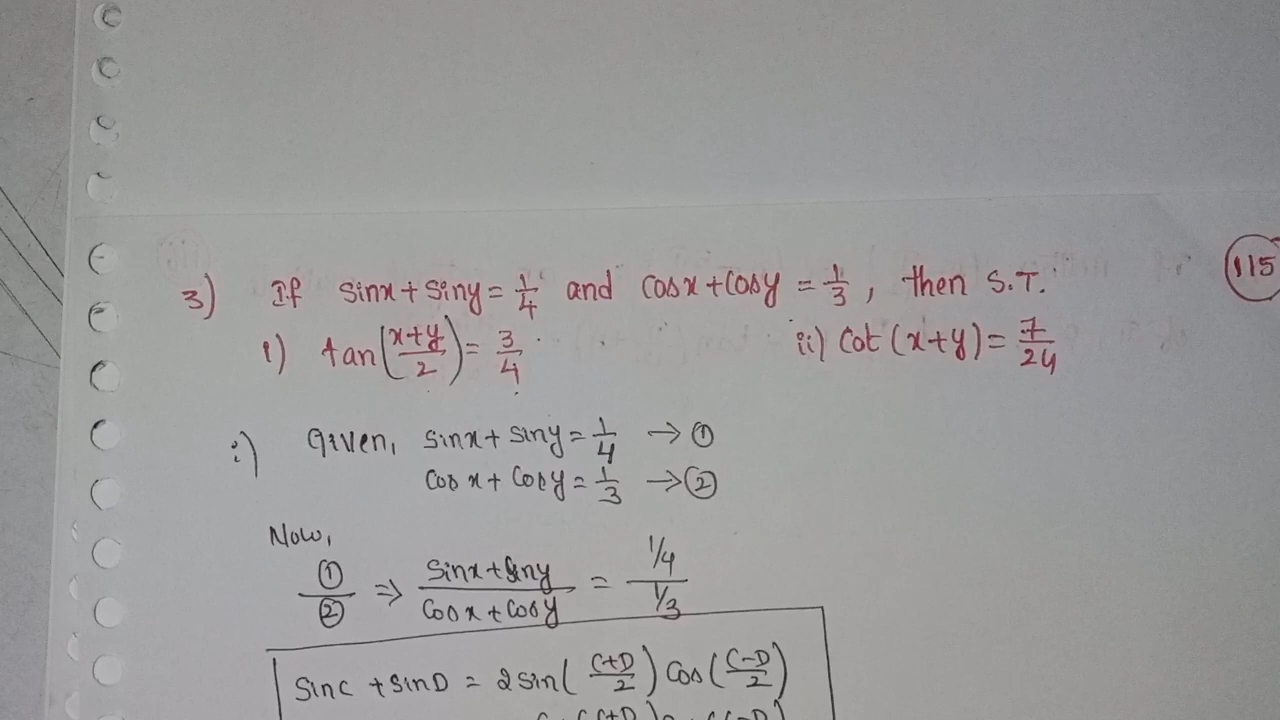 115
3) If sinx + siny = 1/4 and cosx + cosy = 1/3, then S.T.
i) tan((x+y)/2) = 3/4 ii) cot(x+y) = 7/24
i) Given, sinx + siny = 1/4 → ①
cosx + cosy = 1/3 → ②
Now,
①/② ⇒ (sinx + siny)/(cosx + cosy) = (1/4)/(1/3)
sinC + sinD = 2sin((C+D)/2) cos((C-D)/2)